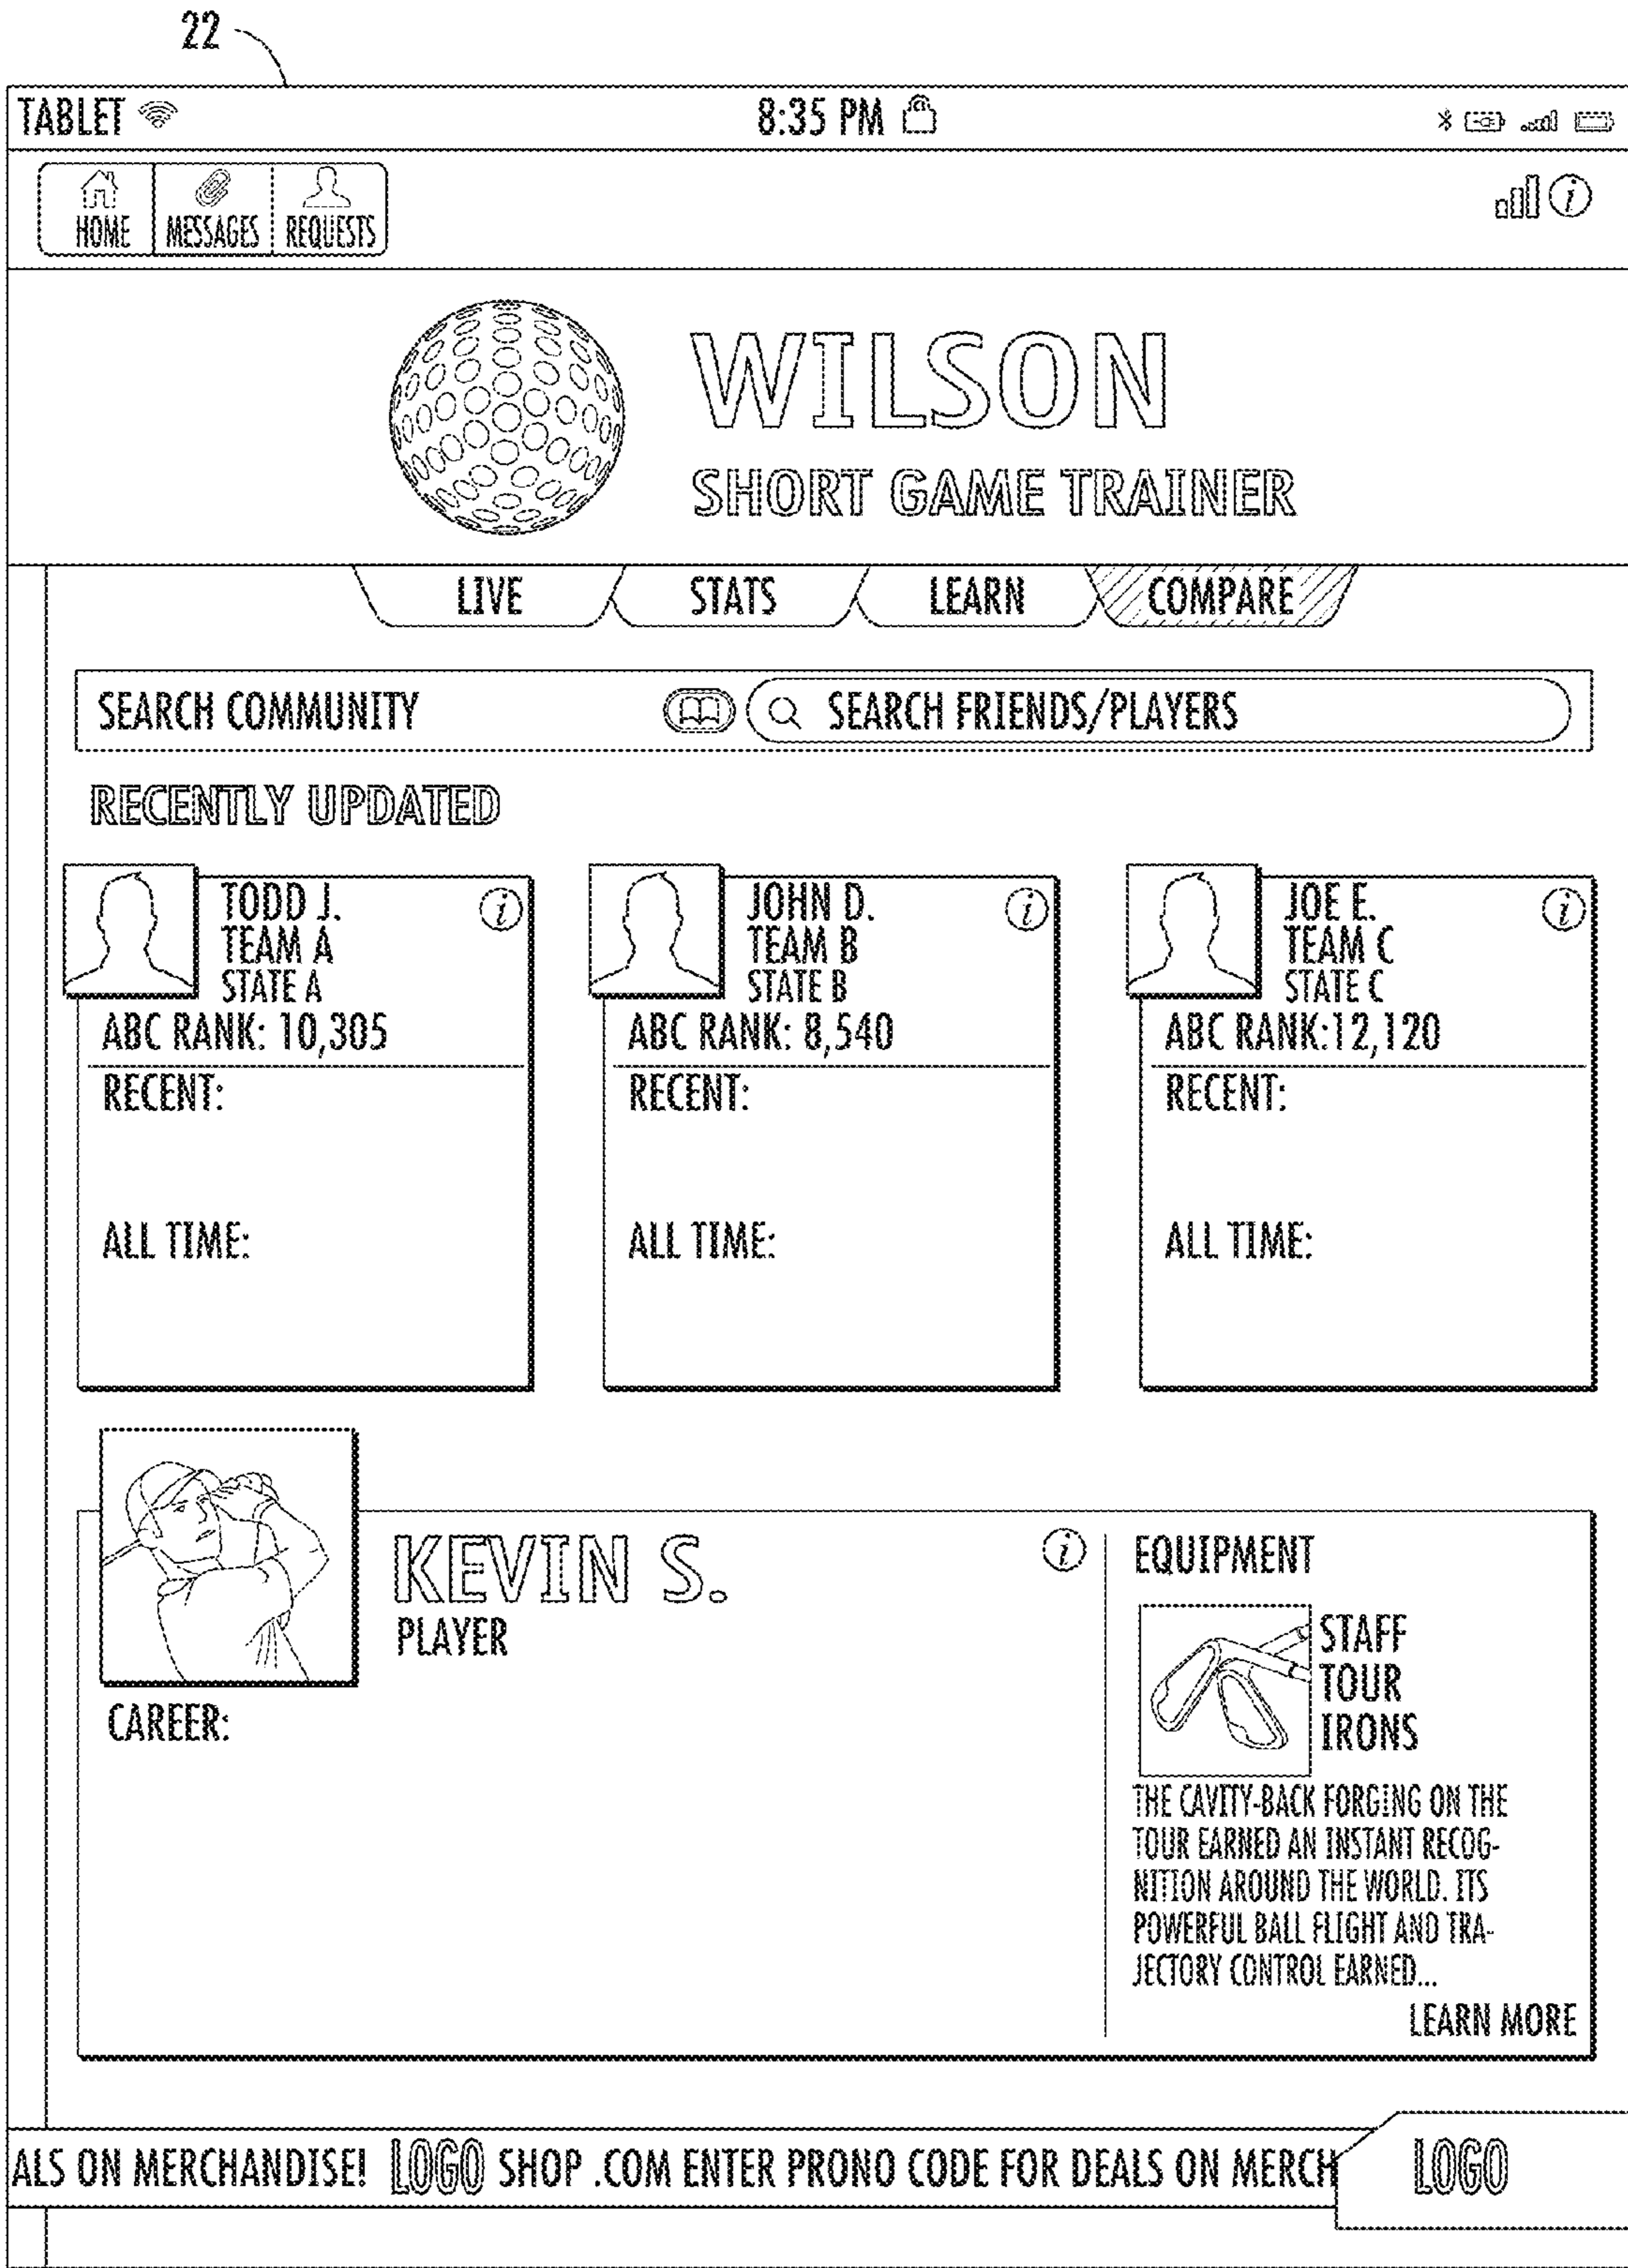 22
TABLET 8:35 PM
HOME MESSAGES REQUESTS
WILSON
SHORT GAME TRAINER
LIVE STATS LEARN COMPARE
SEARCH COMMUNITY SEARCH FRIENDS/PLAYERS
RECENTLY UPDATED
TODD J.
TEAM A
STATE A
ABC RANK: 10,305
RECENT:
ALL TIME:
JOHN D.
TEAM B
STATE B
ABC RANK: 8,540
RECENT:
ALL TIME:
JOE E.
TEAM C
STATE C
ABC RANK:12,120
RECENT:
ALL TIME:
KEVIN S.
PLAYER
CAREER:
EQUIPMENT
STAFF
TOUR
IRONS
THE CAVITY-BACK FORGING ON THE
TOUR EARNED AN INSTANT RECOG-
NITION AROUND THE WORLD. ITS
POWERFUL BALL FLIGHT AND TRA-
JECTORY CONTROL EARNED...
LEARN MORE
ALS ON MERCHANDISE! LOGO SHOP .COM ENTER PRONO CODE FOR DEALS ON MERCH LOGO